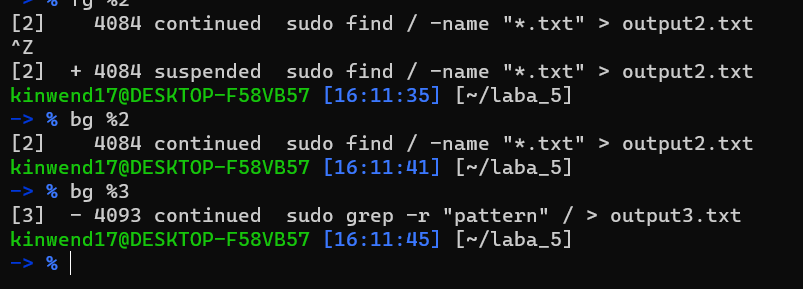 -> % fg %2
[2]    4084 continued  sudo find / -name "*.txt" > output2.txt
^Z
[2]  + 4084 suspended  sudo find / -name "*.txt" > output2.txt
kinwend17@DESKTOP-F58VB57 [16:11:35] [~/laba_5]
-> % bg %2
[2]    4084 continued  sudo find / -name "*.txt" > output2.txt
kinwend17@DESKTOP-F58VB57 [16:11:41] [~/laba_5]
-> % bg %3
[3]  - 4093 continued  sudo grep -r "pattern" / > output3.txt
kinwend17@DESKTOP-F58VB57 [16:11:45] [~/laba_5]
-> %